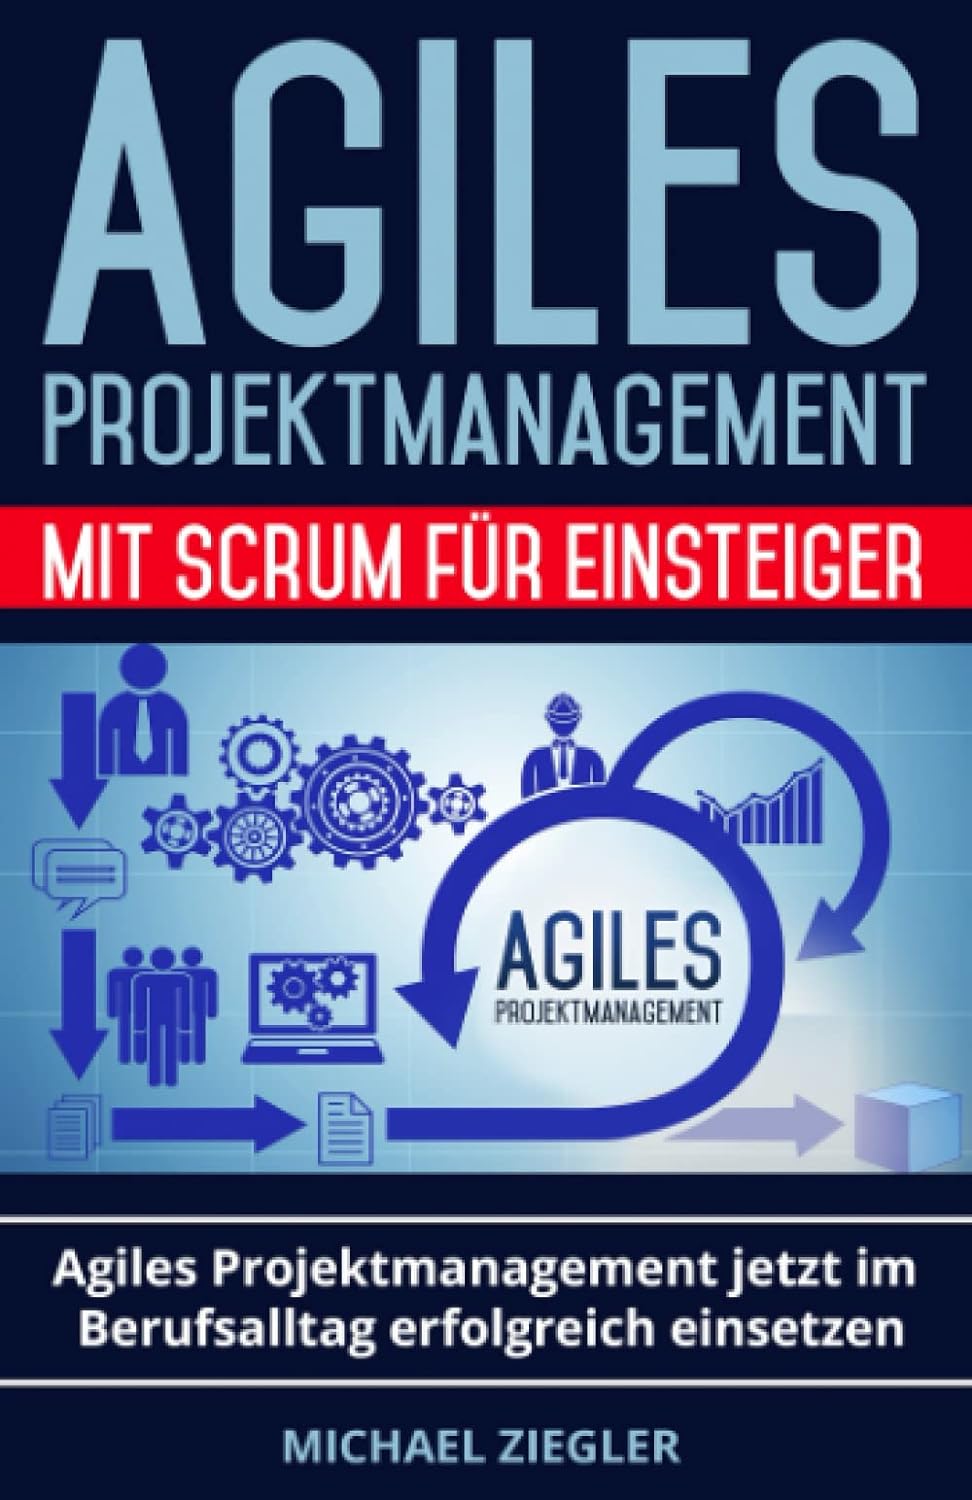 AGILES
PROJEKTMANAGEMENT
MIT SCRUM FÜR EINSTEIGER
AGILES
PROJEKTMANAGEMENT
Agiles Projektmanagement jetzt im
Berufsalltag erfolgreich einsetzen
MICHAEL ZIEGLER